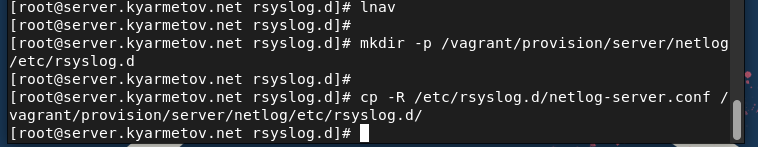 [root@server.kyarmetov.net rsyslog.d]# lnav
[root@server.kyarmetov.net rsyslog.d]#
[root@server.kyarmetov.net rsyslog.d]# mkdir -p /vagrant/provision/server/netlog
/etc/rsyslog.d
[root@server.kyarmetov.net rsyslog.d]#
[root@server.kyarmetov.net rsyslog.d]# cp -R /etc/rsyslog.d/netlog-server.conf /
vagrant/provision/server/netlog/etc/rsyslog.d/
[root@server.kyarmetov.net rsyslog.d]#